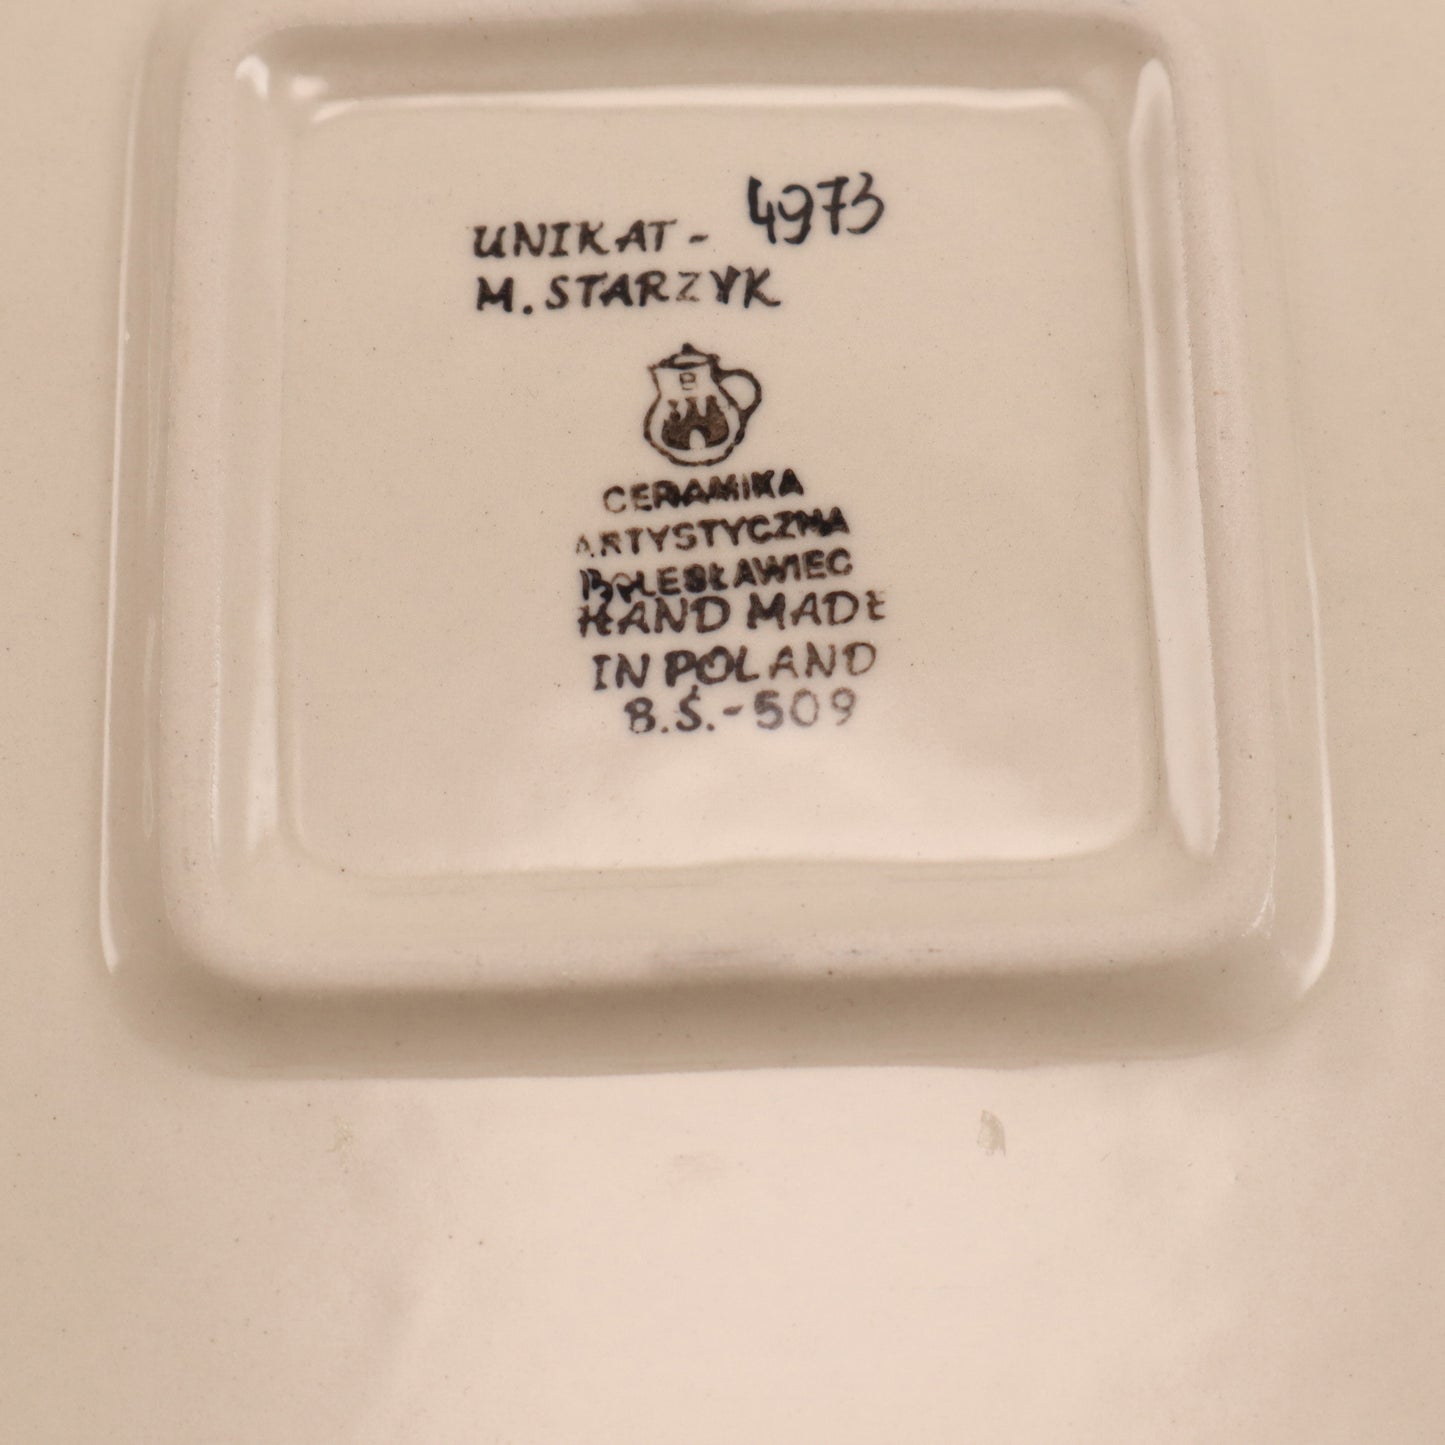 UNIKAT - 4973
M. STARZYK
CERAMIKA
ARTYSTYCZNA
BOLESŁAWIEC
HAND MADE
IN POLAND
B.Ś.-509